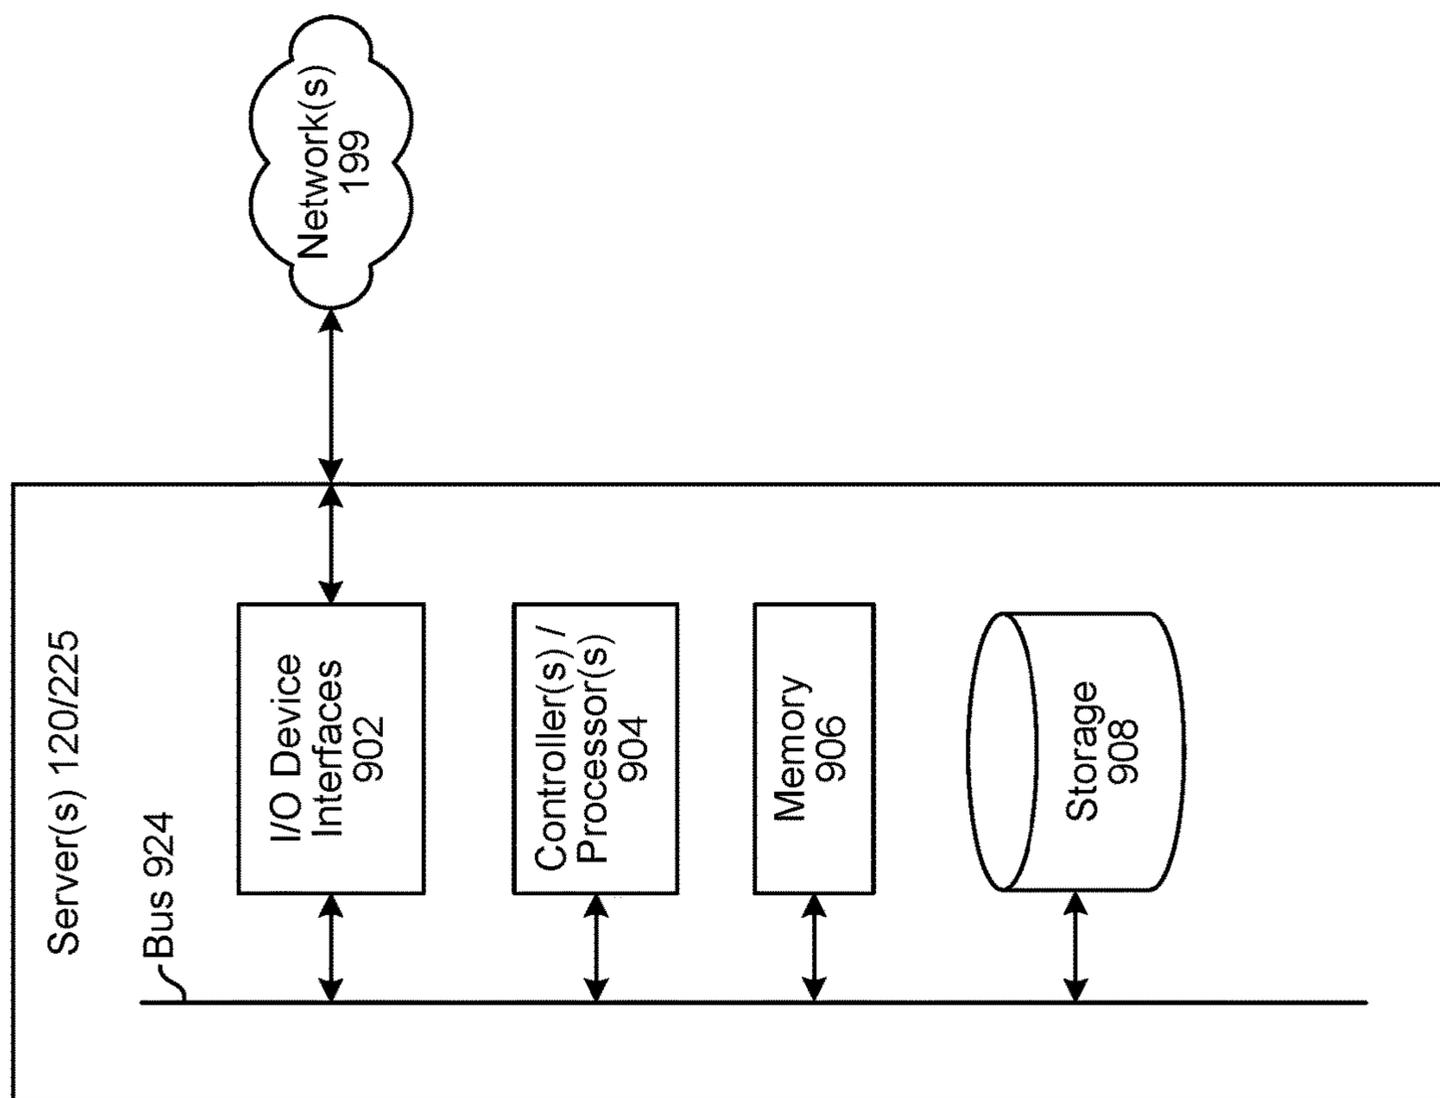 Server(s) 120/225
Bus 924
I/O Device
Interfaces
902
Network(s)
199
Controller(s) /
Processor(s)
904
Memory
906
Storage
908